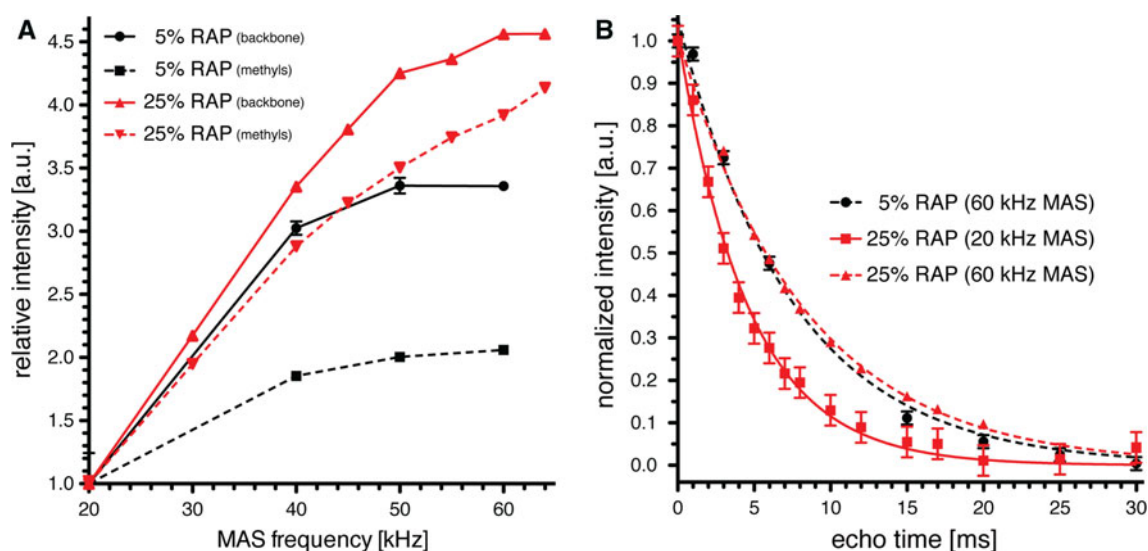 A
relative intensity [a.u.]
4.5
4.0
3.5
3.0
2.5
2.0
1.5
1.0
5% RAP (backbone)
5% RAP (methyls)
25% RAP (backbone)
25% RAP (methyls)
20 30 40 50 60
MAS frequency [kHz]
B
normalized intensity [a.u.]
1.0
0.9
0.8
0.7
0.6
0.5
0.4
0.3
0.2
0.1
0.0
5% RAP (60 kHz MAS)
25% RAP (20 kHz MAS)
25% RAP (60 kHz MAS)
0 5 10 15 20 25 30
echo time [ms]